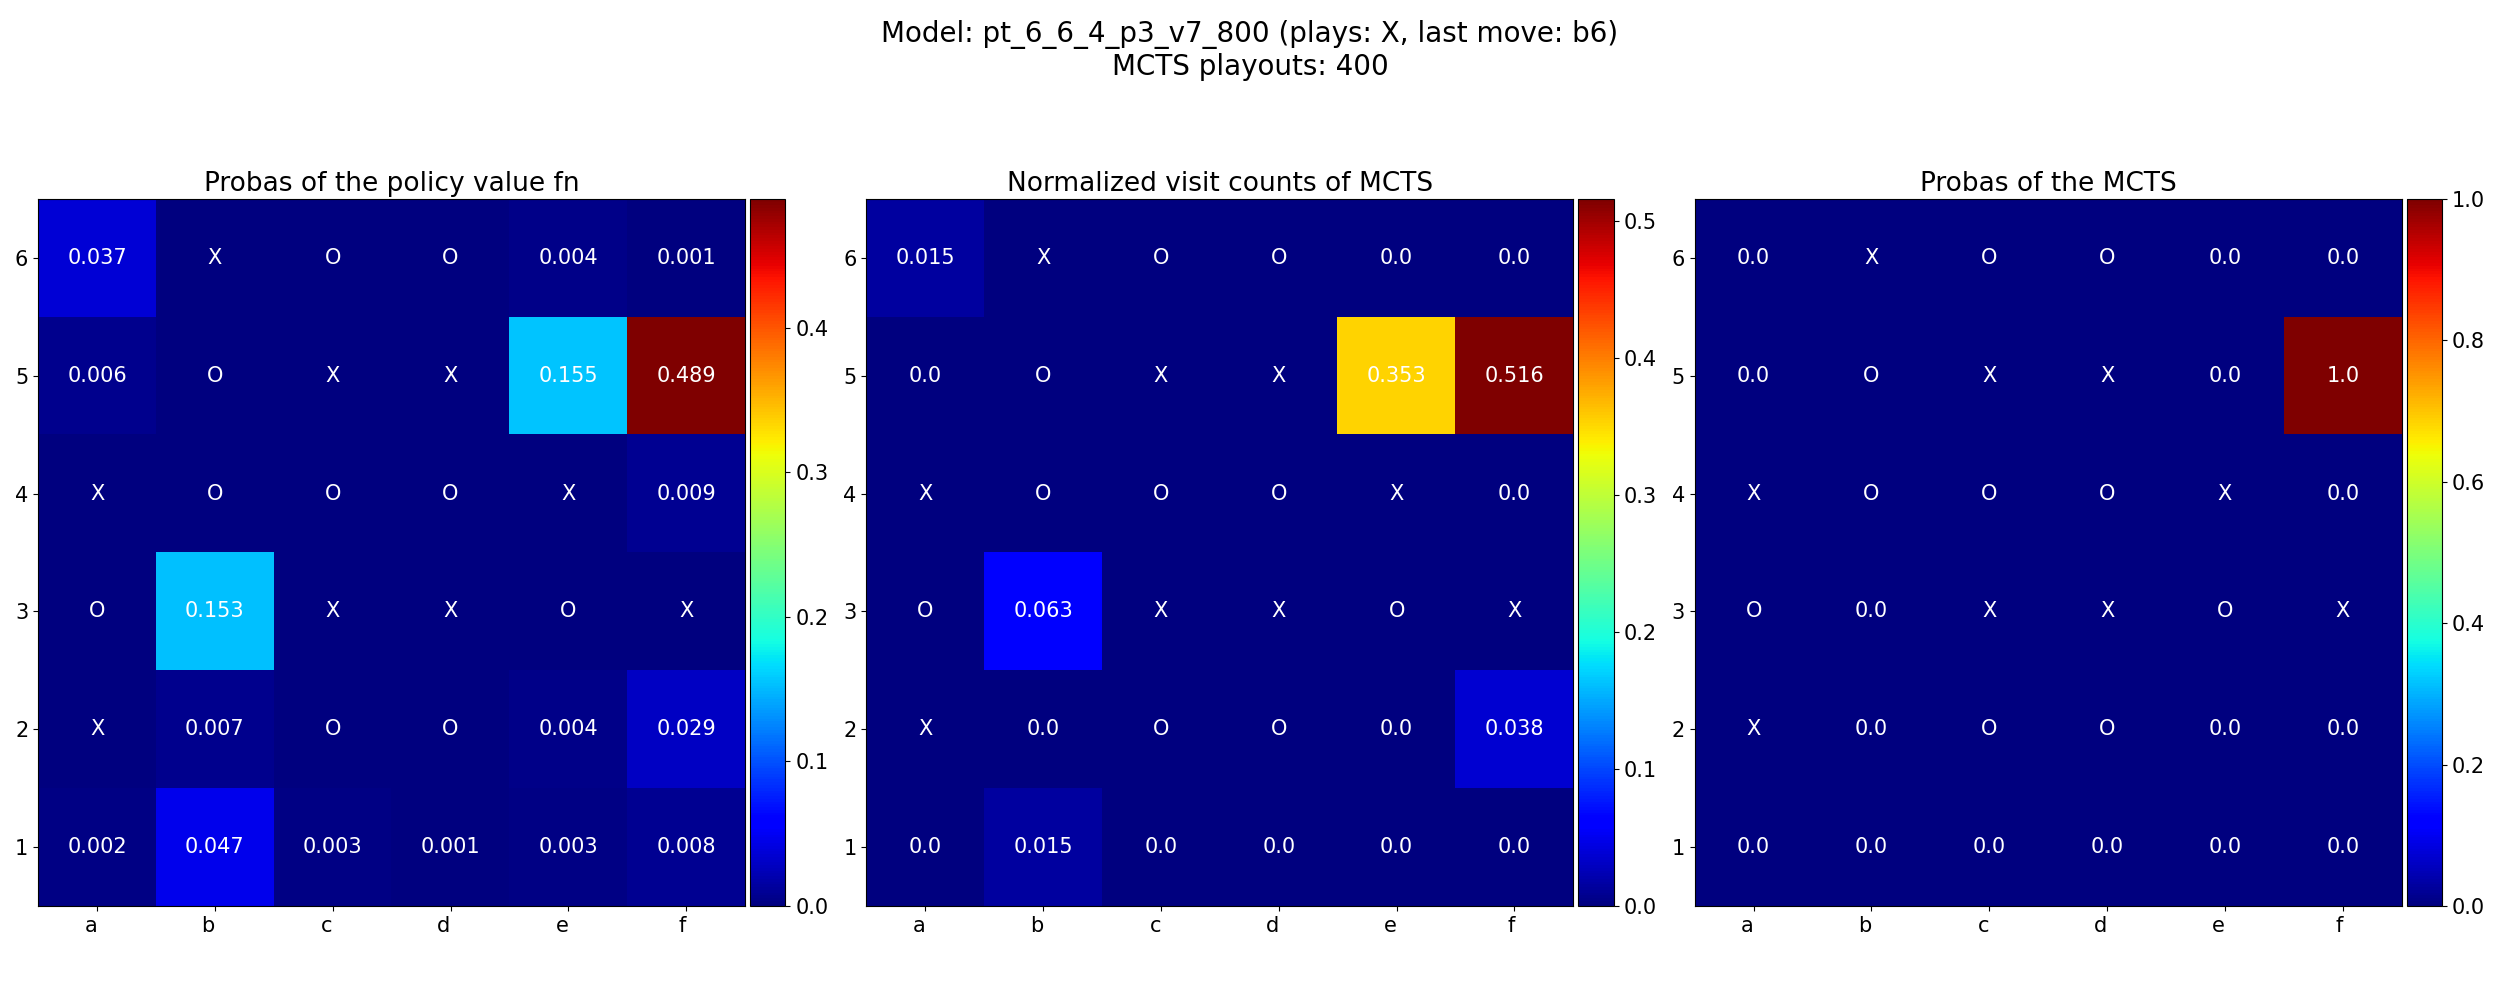 Model: pt_6_6_4_p3_v7_800 (plays: X, last move: b6)
MCTS playouts: 400
Probas of the policy value fn
6 0.037 X O O 0.004 0.001
5 0.006 O X X 0.155 0.489
4 X O O O X 0.009
3 O 0.153 X X O X
2 X 0.007 O O 0.004 0.029
1 0.002 0.047 0.003 0.001 0.003 0.008
a b c d e f
0.4
0.3
0.2
0.1
0.0
Normalized visit counts of MCTS
6 0.015 X O O 0.0 0.0
5 0.0 O X X 0.353 0.516
4 X O O O X 0.0
3 O 0.063 X X O X
2 X 0.0 O O 0.0 0.038
1 0.0 0.015 0.0 0.0 0.0 0.0
a b c d e f
0.5
0.4
0.3
0.2
0.1
0.0
Probas of the MCTS
6 0.0 X O O 0.0 0.0
5 0.0 O X X 0.0 1.0
4 X O O O X 0.0
3 O 0.0 X X O X
2 X 0.0 O O 0.0 0.0
1 0.0 0.0 0.0 0.0 0.0 0.0
a b c d e f
1.0
0.8
0.6
0.4
0.2
0.0